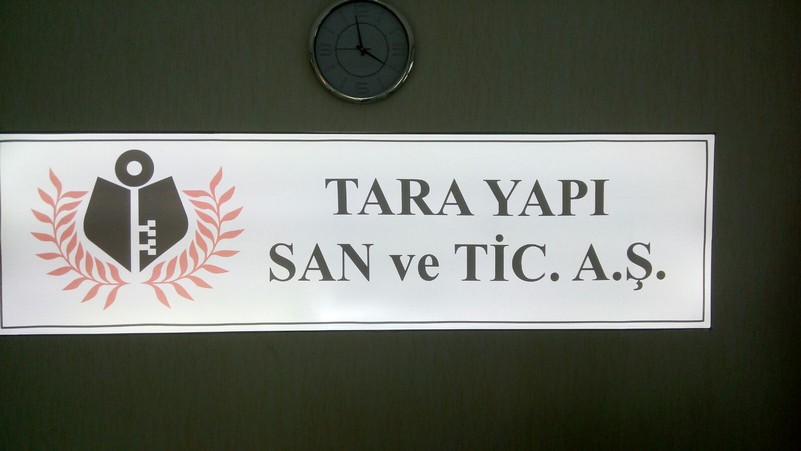 TARA YAPI
SAN ve TİC. A.Ş.